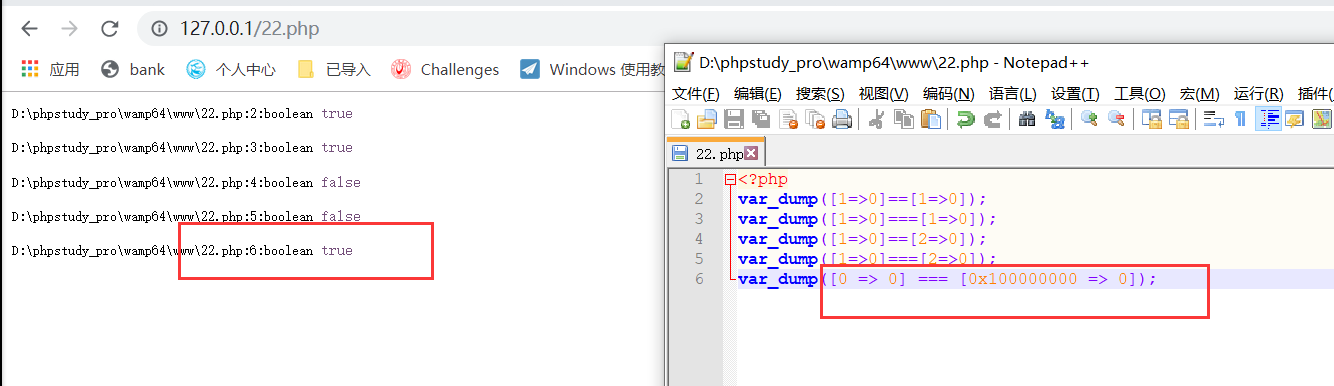 127.0.0.1/22.php
应用 bank 个人中心 已导入 Challenges Windows 使用教
D:\phpstudy_pro\wamp64\www\22.php:2:boolean true
D:\phpstudy_pro\wamp64\www\22.php:3:boolean true
D:\phpstudy_pro\wamp64\www\22.php:4:boolean false
D:\phpstudy_pro\wamp64\www\22.php:5:boolean false
D:\phpstudy_pro\wamp64\www\22.php:6:boolean true
D:\phpstudy_pro\wamp64\www\22.php - Notepad++
文件(F) 编辑(E) 搜索(S) 视图(V) 编码(N) 语言(L) 设置(T) 工具(O) 宏(M) 运行(R) 插件(
22.php
1 <?php
2 var_dump([1=>0]==[1=>0]);
3 var_dump([1=>0]===[1=>0]);
4 var_dump([1=>0]==[2=>0]);
5 var_dump([1=>0]===[2=>0]);
6 var_dump([0 => 0] === [0x100000000 => 0]);